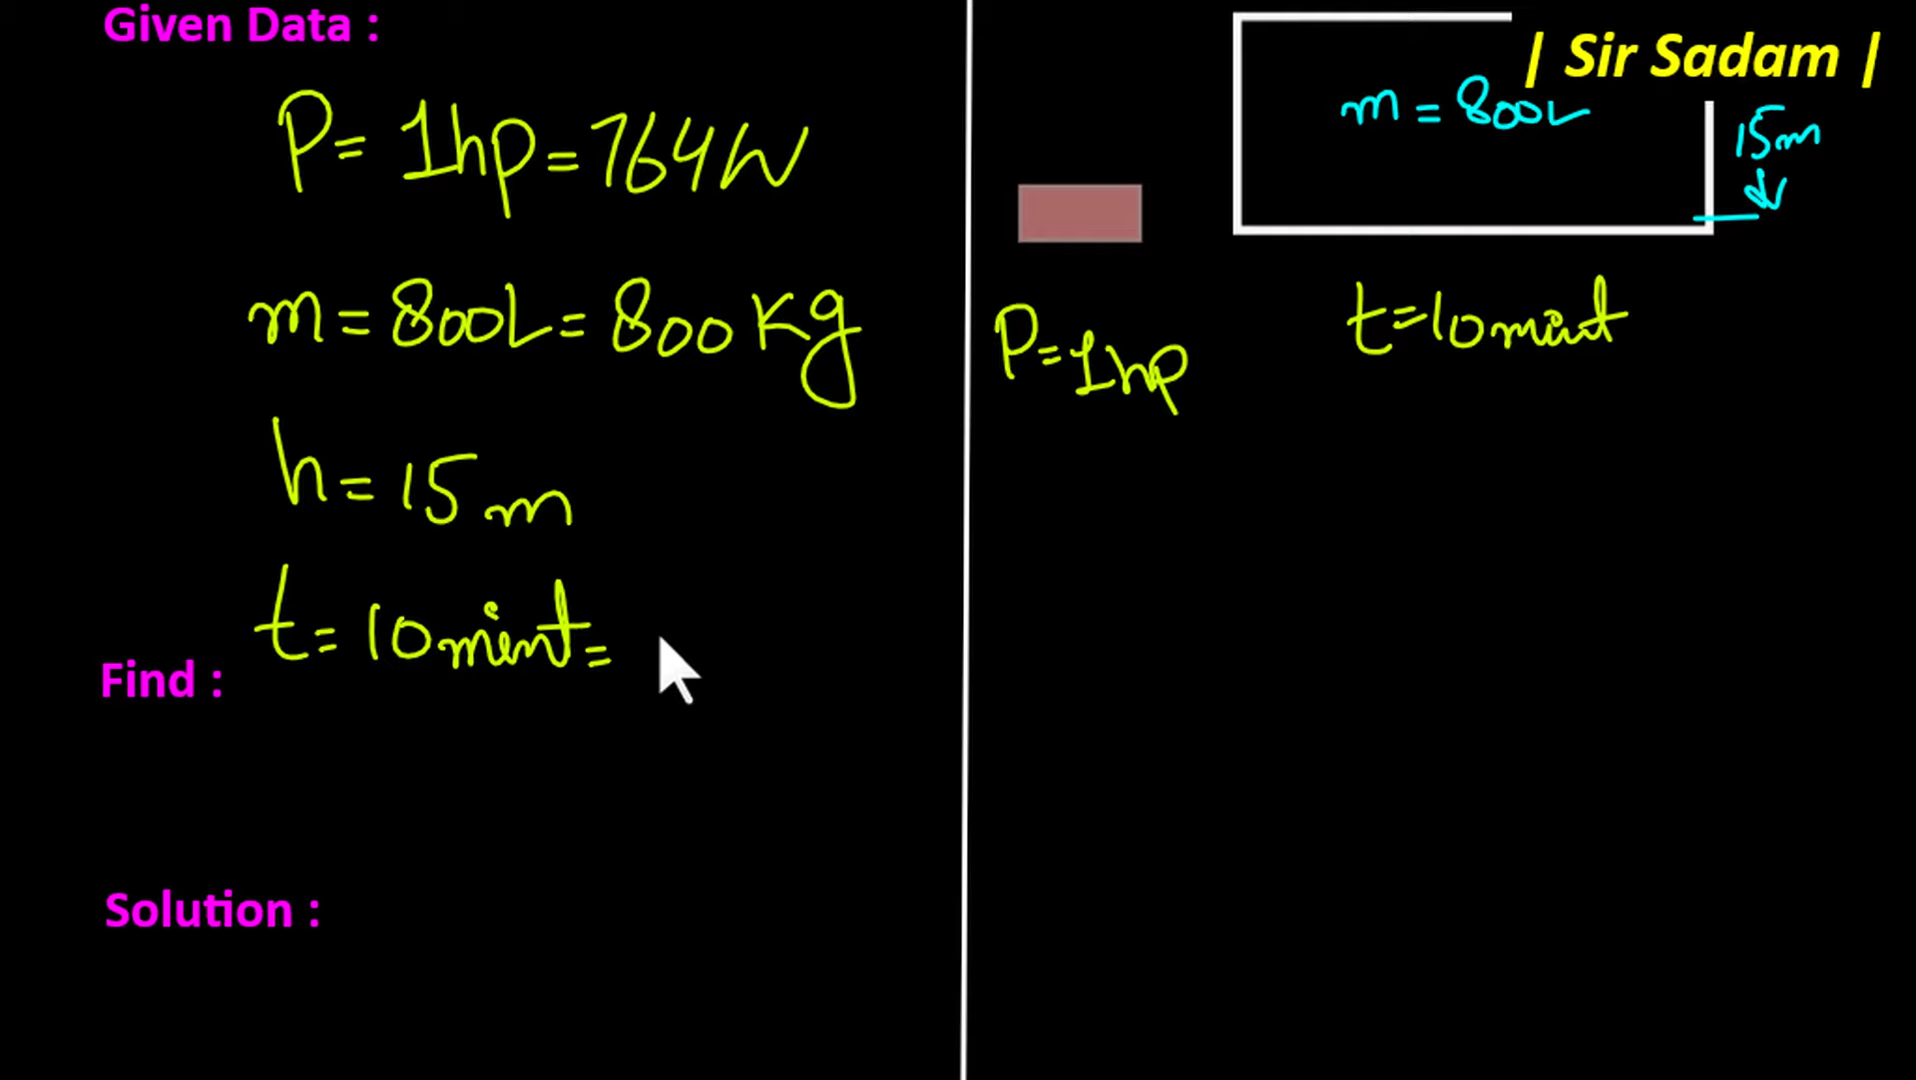 Given Data :
P = 1hp = 764W
m = 800L = 800 Kg
h = 15 m
t = 10 mint =
Find :
Solution :
| Sir Sadam |
m = 800L
15m
P = 1hp
t = 10 mint